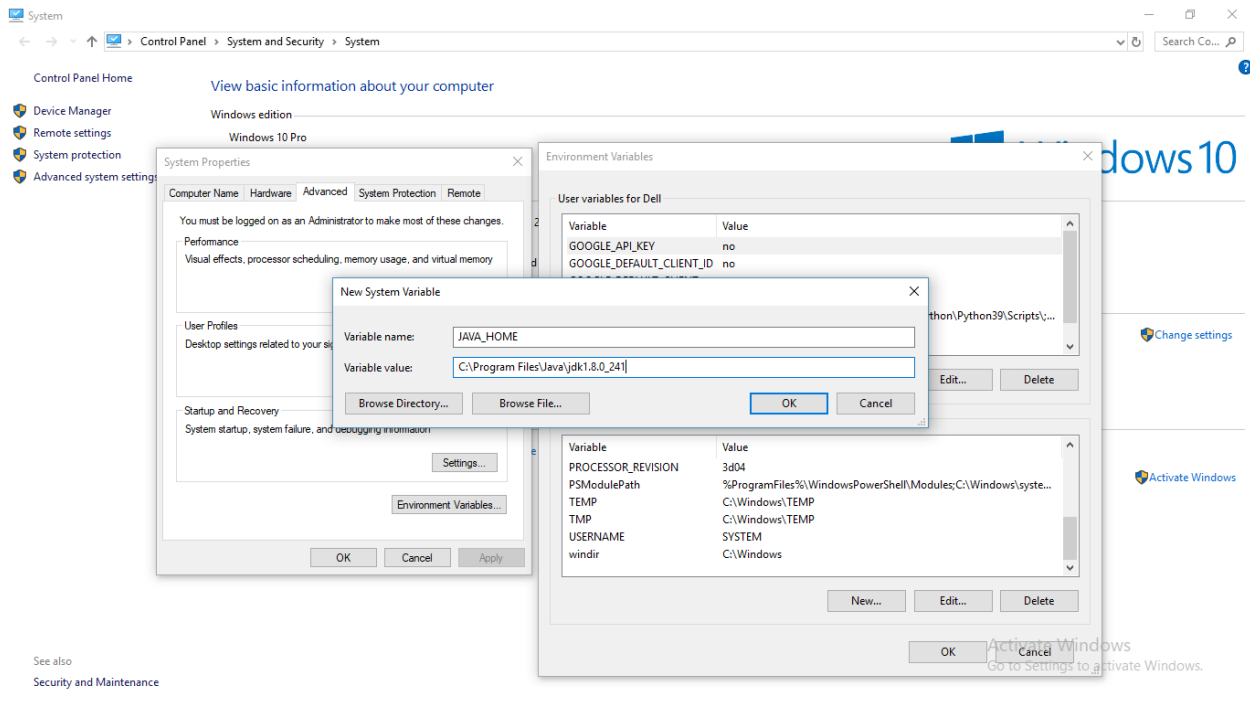 System
Control Panel > System and Security > System
Search Co...
Control Panel Home
Device Manager
Remote settings
System protection
Advanced system settings
View basic information about your computer
Windows edition
Windows 10 Pro
dows 10
Change settings
Activate Windows
See also
Security and Maintenance
System Properties
Computer Name Hardware Advanced System Protection Remote
You must be logged on as an Administrator to make most of these changes.
Performance
Visual effects, processor scheduling, memory usage, and virtual memory
User Profiles
Desktop settings related to your
Startup and Recovery
System startup, system failure, and debugging information
Settings...
Environment Variables...
OK Cancel Apply
Environment Variables
User variables for Dell
Variable Value
GOOGLE_API_KEY no
GOOGLE_DEFAULT_CLIENT_ID no
thon\Python39\Scripts\;...
Edit... Delete
New System Variable
Variable name: JAVA_HOME
Variable value: C:\Program Files\Java\jdk1.8.0_241
Browse Directory... Browse File... OK Cancel
Variable Value
PROCESSOR_REVISION 3d04
PSModulePath %ProgramFiles%\WindowsPowerShell\Modules;C:\Windows\syste...
TEMP C:\Windows\TEMP
TMP C:\Windows\TEMP
USERNAME SYSTEM
windir C:\Windows
New... Edit... Delete
OK Cancel
Activate Windows
Go to Settings to activate Windows.